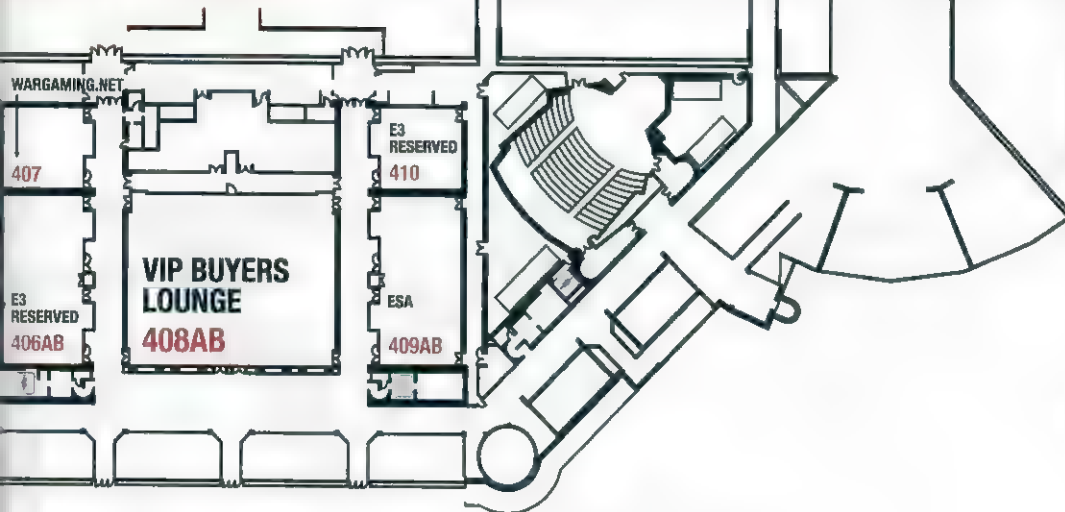 WARGAMING.NET
407
E3
RESERVED
410
VIP BUYERS
LOUNGE
408AB
E3
RESERVED
406AB
ESA
409AB